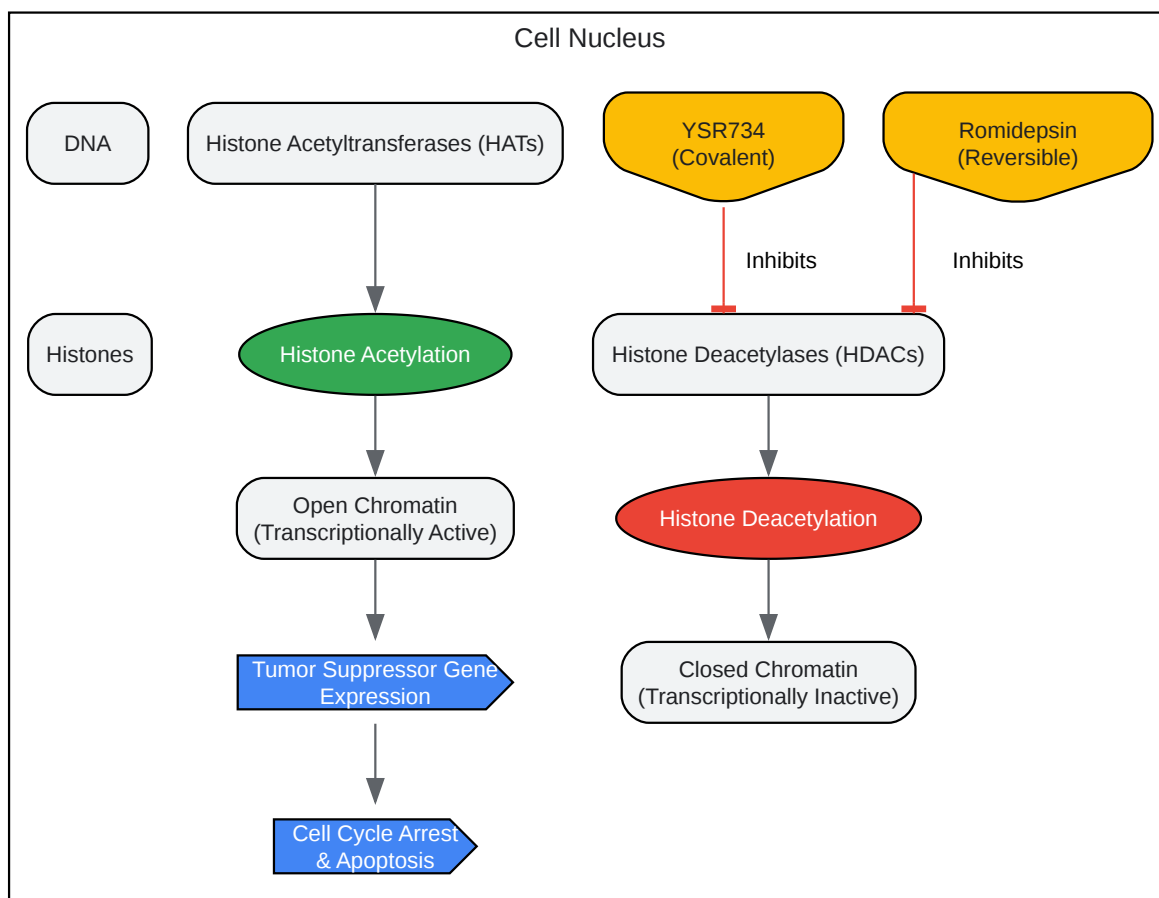 Cell Nucleus
DNA
Histone Acetyltransferases (HATs)
YSR734
(Covalent)
Romidepsin
(Reversible)
Inhibits
Inhibits
Histones
Histone Acetylation
Histone Deacetylases (HDACs)
Open Chromatin
(Transcriptionally Active)
Histone Deacetylation
Tumor Suppressor Gene
Expression
Closed Chromatin
(Transcriptionally Inactive)
Cell Cycle Arrest
& Apoptosis